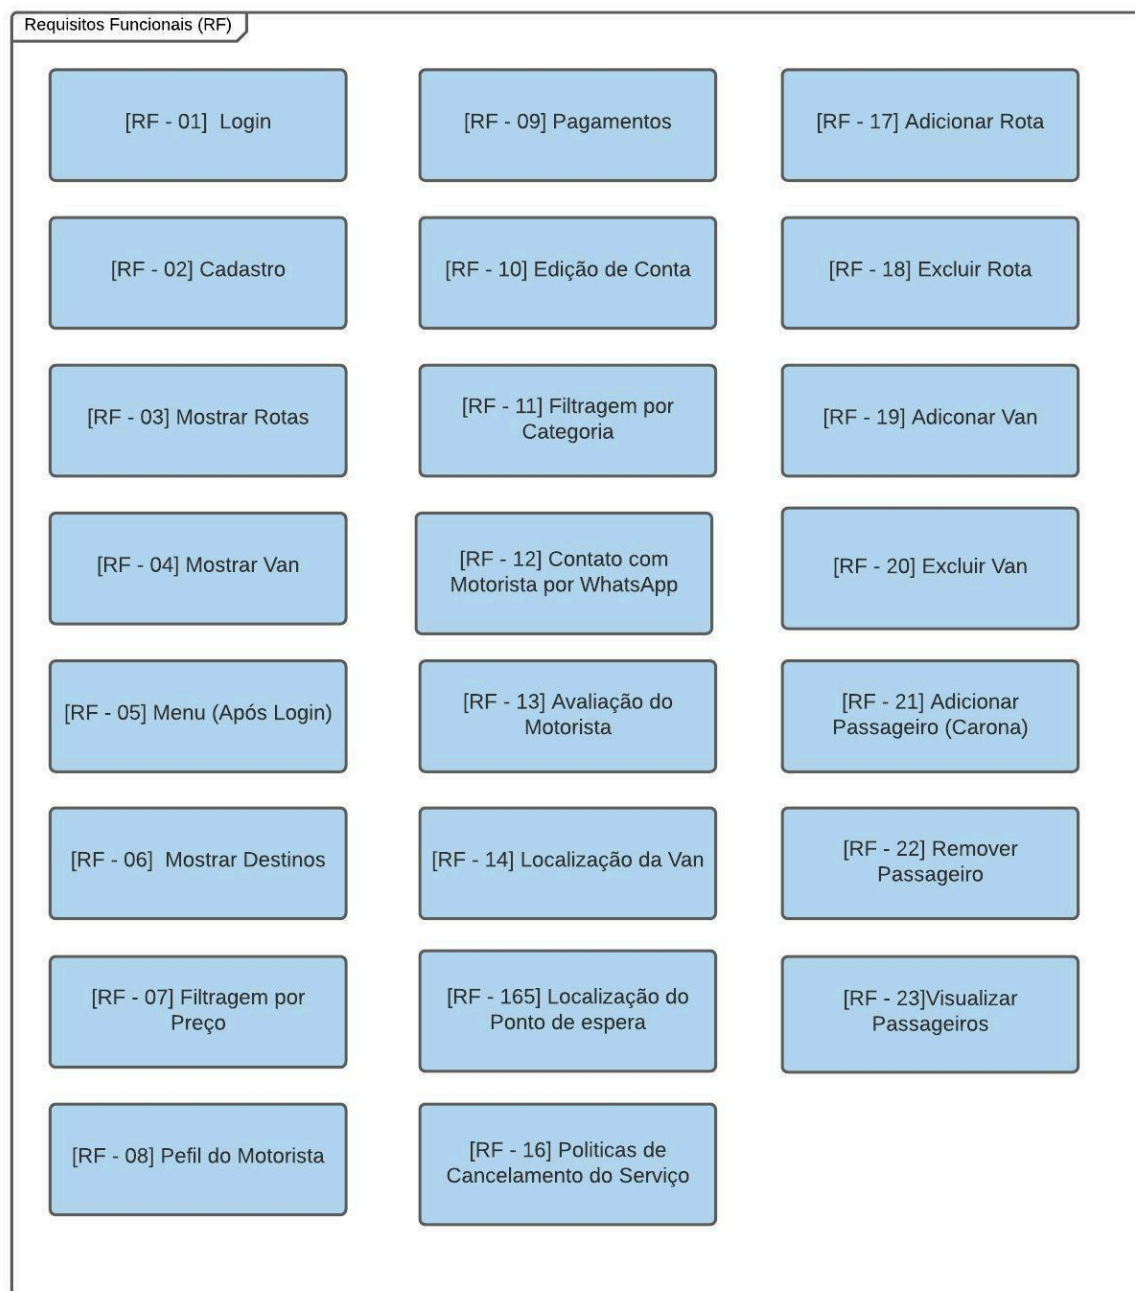 Requisitos Funcionais (RF)
[RF - 01]  Login
[RF - 02] Cadastro
[RF - 03] Mostrar Rotas
[RF - 04] Mostrar Van
[RF - 05] Menu (Após Login)
[RF - 06]  Mostrar Destinos
[RF - 07] Filtragem por
Preço
[RF - 08] Pefil do Motorista
[RF - 09] Pagamentos
[RF - 10] Edição de Conta
[RF - 11] Filtragem por
Categoria
[RF - 12] Contato com
Motorista por WhatsApp
[RF - 13] Avaliação do
Motorista
[RF - 14] Localização da Van
[RF - 165] Localização do
Ponto de espera
[RF - 16] Politicas de
Cancelamento do Serviço
[RF - 17] Adicionar Rota
[RF - 18] Excluir Rota
[RF - 19] Adiconar Van
[RF - 20] Excluir Van
[RF - 21] Adicionar
Passageiro (Carona)
[RF - 22] Remover
Passageiro
[RF - 23]Visualizar
Passageiros